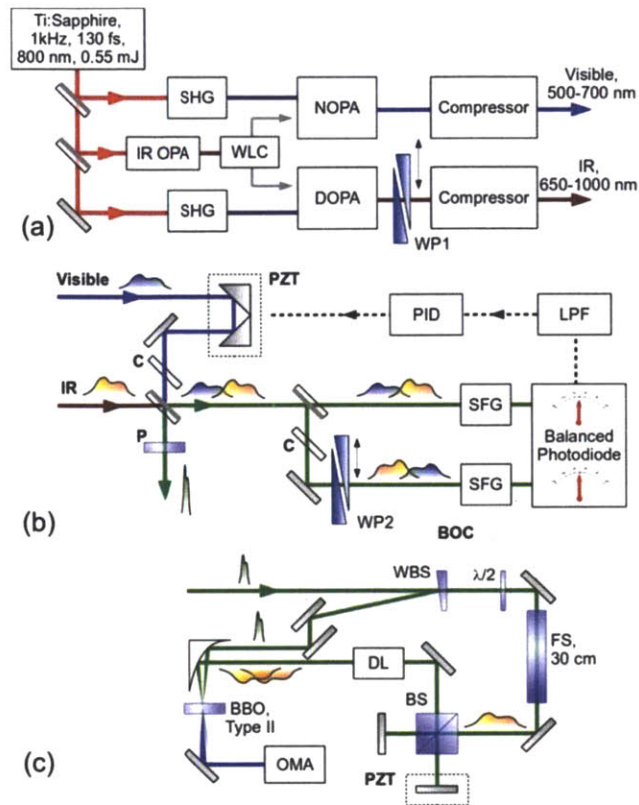 Ti:Sapphire,
1kHz, 130 fs,
800 nm, 0.55 mJ
SHG
NOPA
Compressor
Visible,
500-700 nm
IR OPA
WLC
IR,
650-1000 nm
SHG
DOPA
Compressor
WP1
(a)
Visible
PZT
PID
LPF
C
IR
SFG
P
C
Balanced
Photodiode
SFG
WP2
BOC
(b)
WBS
λ/2
FS,
30 cm
DL
BS
BBO,
Type II
OMA
PZT
(c)